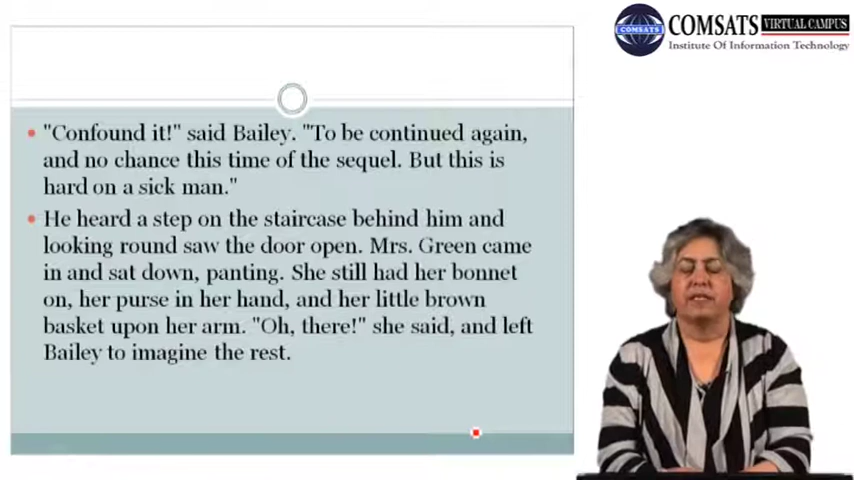 COMSATS VIRTUAL CAMPUS
COMSATS
Institute Of Information Technology
"Confound it!" said Bailey. "To be continued again,
and no chance this time of the sequel. But this is
hard on a sick man."
He heard a step on the staircase behind him and
looking round saw the door open. Mrs. Green came
in and sat down, panting. She still had her bonnet
on, her purse in her hand, and her little brown
basket upon her arm. "Oh, there!" she said, and left
Bailey to imagine the rest.